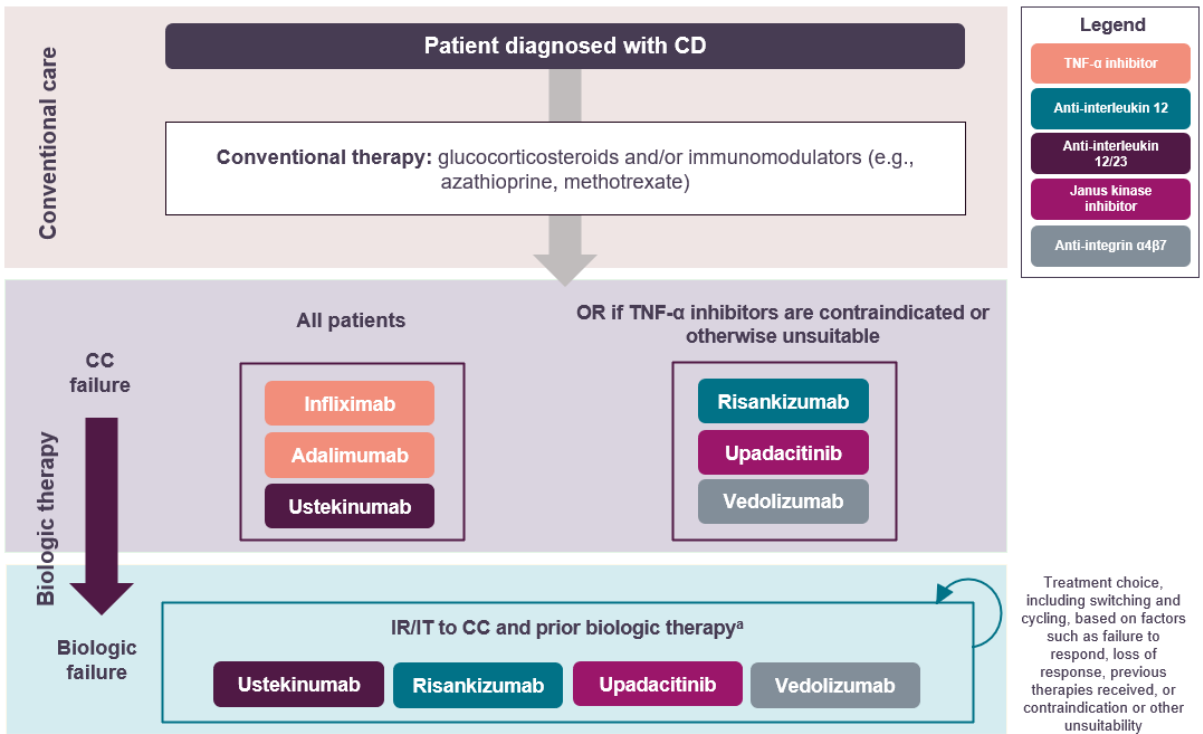 Conventional care
Patient diagnosed with CD
Conventional therapy: glucocorticosteroids and/or immunomodulators (e.g.,
azathioprine, methotrexate)
Legend
TNF-α inhibitor
Anti-interleukin 12
Anti-interleukin
12/23
Janus kinase
inhibitor
Anti-integrin α4β7
Biologic therapy
CC
failure
All patients
Infliximab
Adalimumab
Ustekinumab
OR if TNF-α inhibitors are contraindicated or
otherwise unsuitable
Risankizumab
Upadacitinib
Vedolizumab
Biologic
failure
IR/IT to CC and prior biologic therapyᵃ
Ustekinumab
Risankizumab
Upadacitinib
Vedolizumab
Treatment choice,
including switching and
cycling, based on factors
such as failure to
respond, loss of
response, previous
therapies received, or
contraindication or other
unsuitability